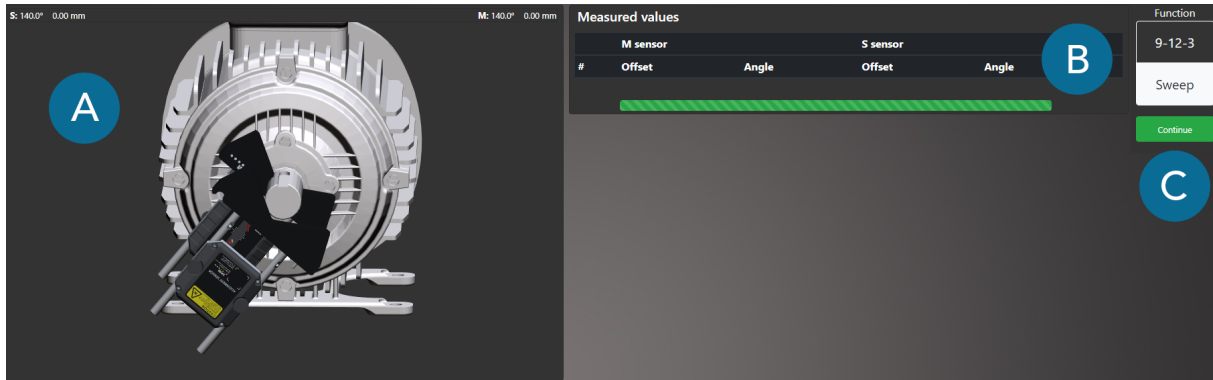 S: 140.0° 0.00 mm
M: 140.0° 0.00 mm
A
Measured values
M sensor S sensor
# Offset Angle Offset Angle
B
Function
9-12-3
Sweep
Continue
C